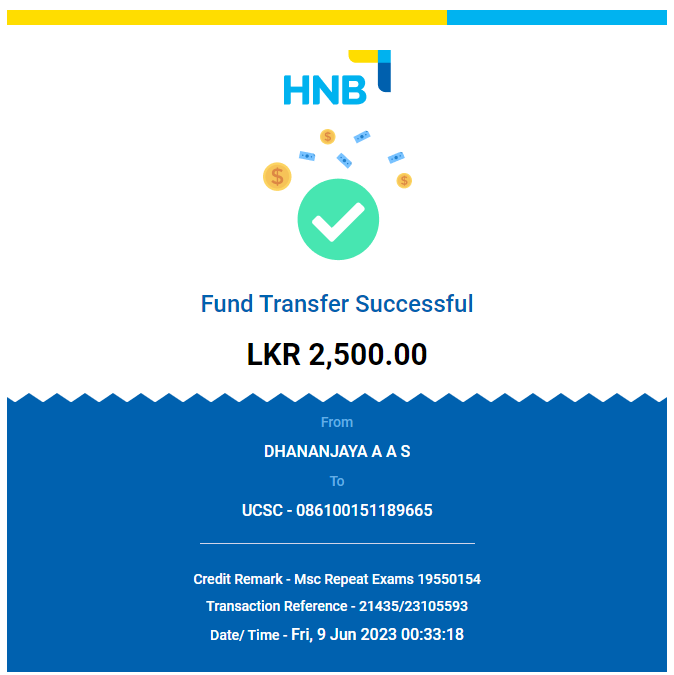 HNB
Fund Transfer Successful
LKR 2,500.00
From
DHANANJAYA A A S
To
UCSC - 086100151189665
Credit Remark - Msc Repeat Exams 19550154
Transaction Reference - 21435/23105593
Date/ Time - Fri, 9 Jun 2023 00:33:18